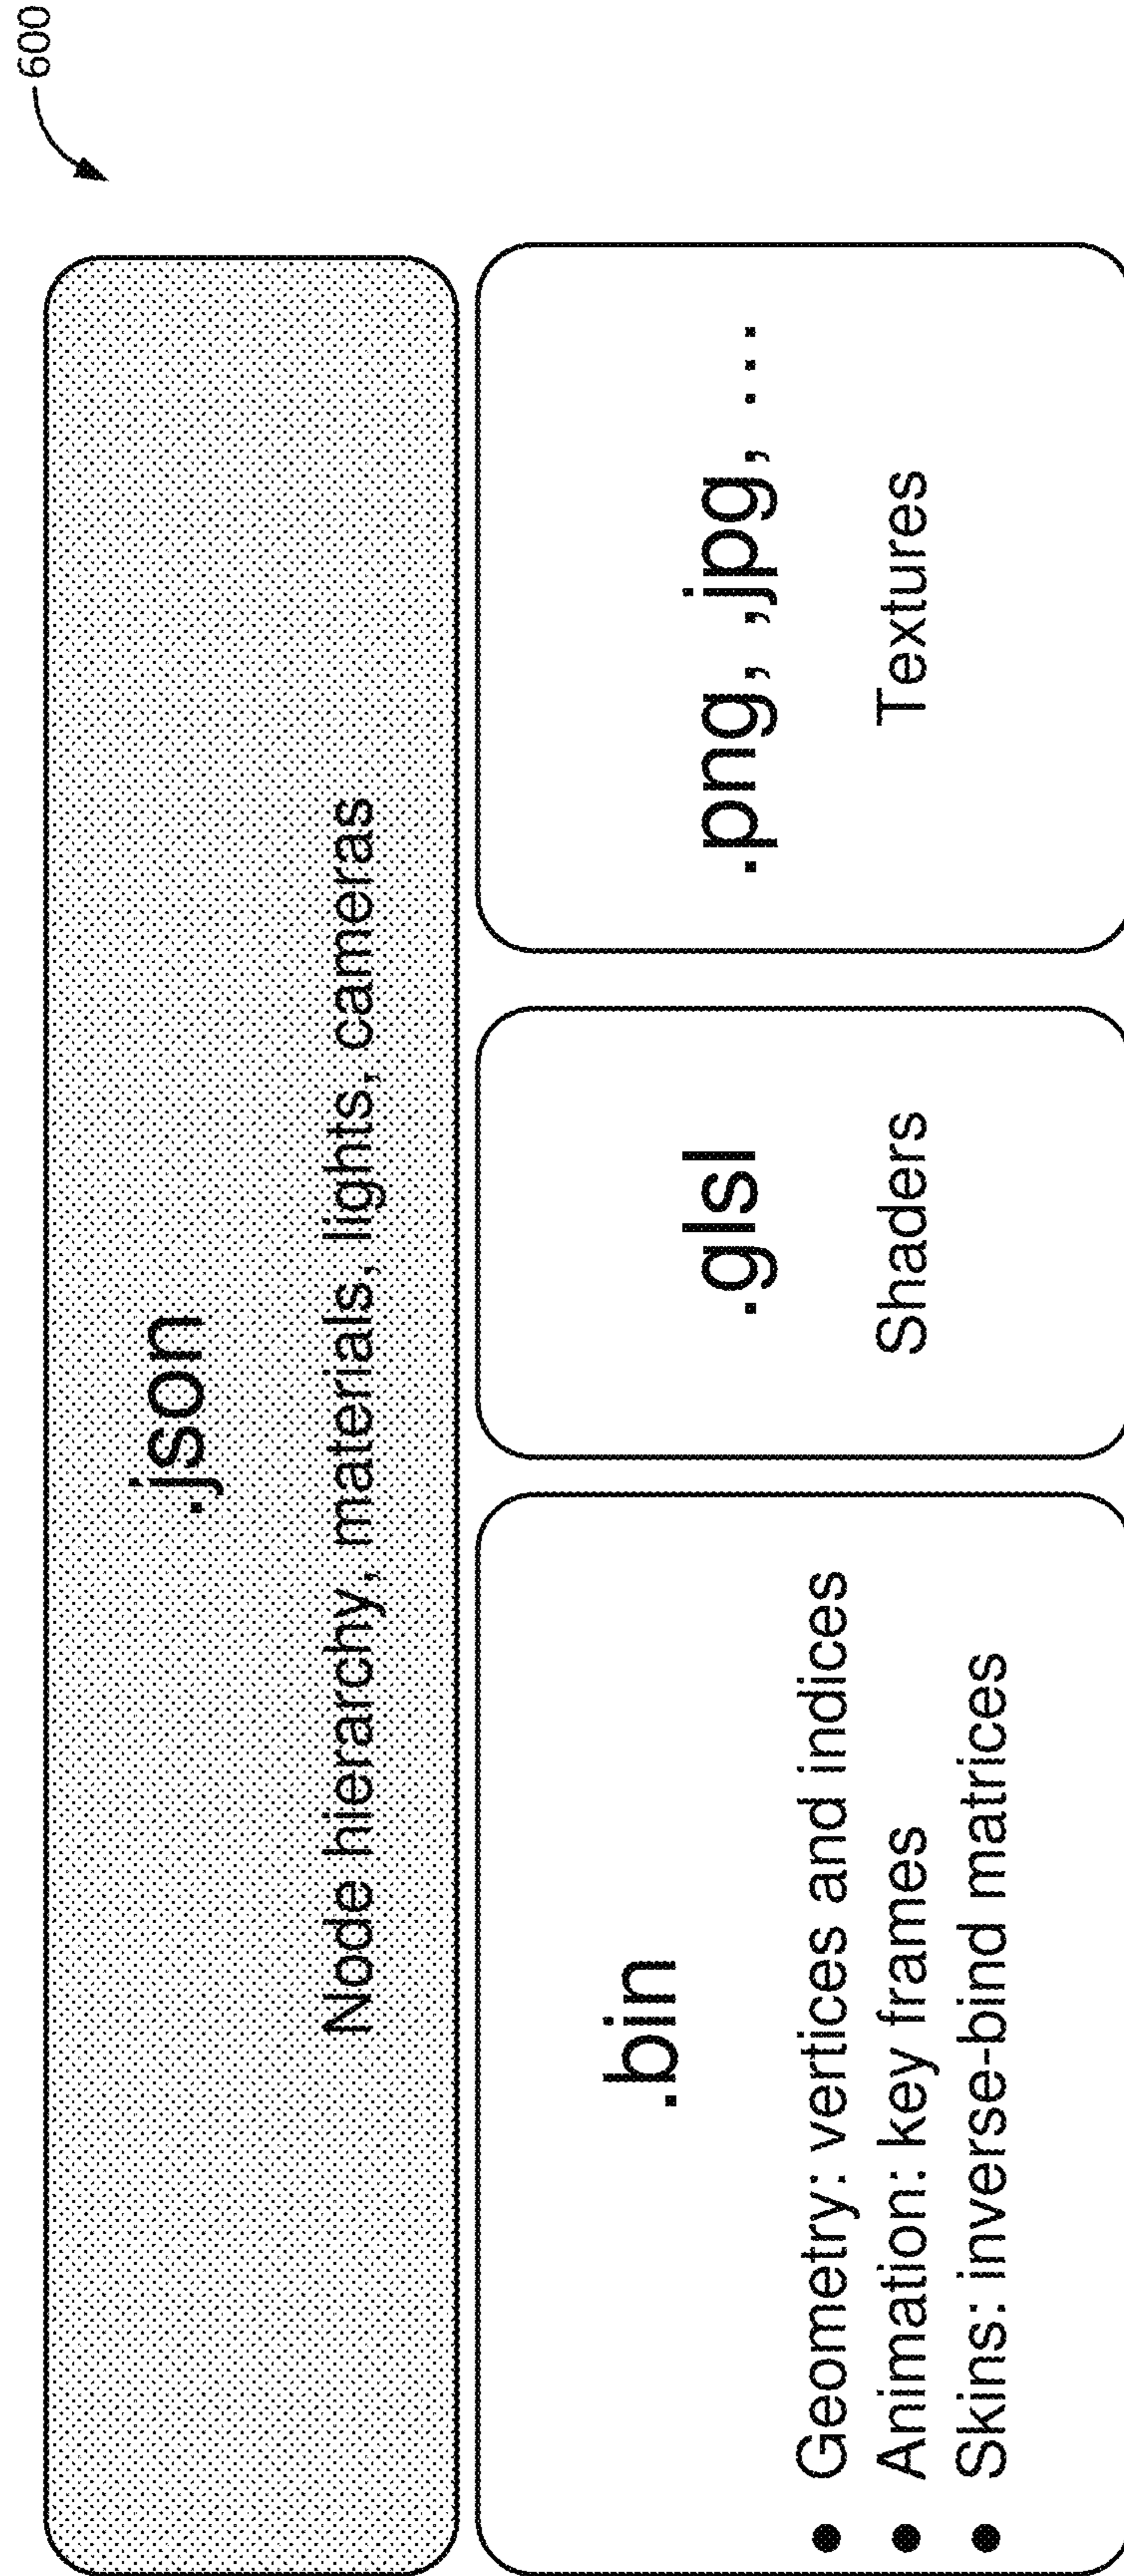 600
.json
Node hierarchy, materials, lights, cameras
.bin
Geometry: vertices and indices
Animation: key frames
Skins: inverse-bind matrices
.glsl
Shaders
.png, ,jpg, ...
Textures